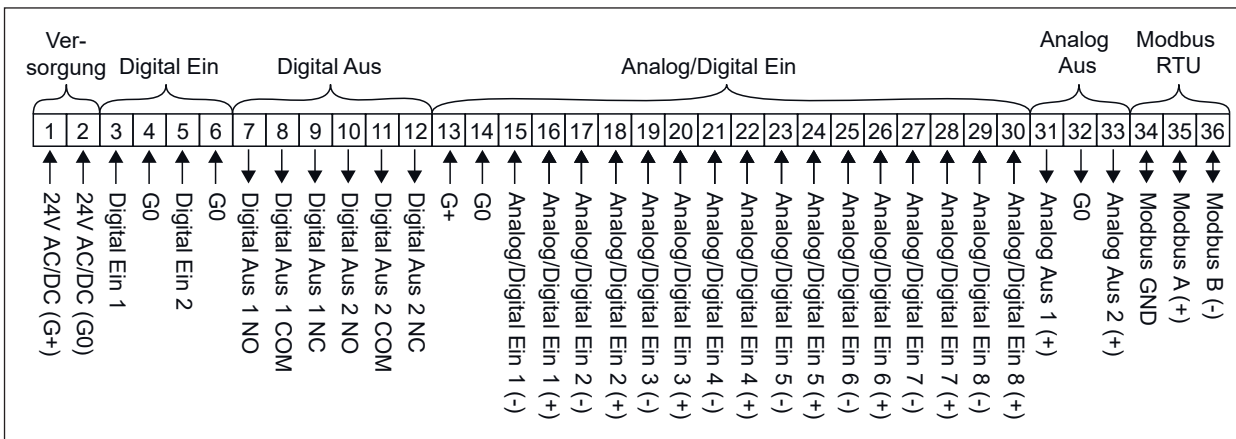 Ver-
sorgung
Digital Ein
Digital Aus
Analog/Digital Ein
Analog
Aus
Modbus
RTU
1 2 3 4 5 6 7 8 9 10 11 12 13 14 15 16 17 18 19 20 21 22 23 24 25 26 27 28 29 30 31 32 33 34 35 36
24V AC/DC (G+)
24V AC/DC (G0)
Digital Ein 1
G0
Digital Ein 2
G0
Digital Aus 1 NO
Digital Aus 1 COM
Digital Aus 1 NC
Digital Aus 2 NO
Digital Aus 2 COM
Digital Aus 2 NC
G+
G0
Analog/Digital Ein 1 (-)
Analog/Digital Ein 1 (+)
Analog/Digital Ein 2 (-)
Analog/Digital Ein 2 (+)
Analog/Digital Ein 3 (-)
Analog/Digital Ein 3 (+)
Analog/Digital Ein 4 (-)
Analog/Digital Ein 4 (+)
Analog/Digital Ein 5 (-)
Analog/Digital Ein 5 (+)
Analog/Digital Ein 6 (-)
Analog/Digital Ein 6 (+)
Analog/Digital Ein 7 (-)
Analog/Digital Ein 7 (+)
Analog/Digital Ein 8 (-)
Analog/Digital Ein 8 (+)
Analog Aus 1 (+)
G0
Analog Aus 2 (+)
Modbus GND
Modbus A (+)
Modbus B (-)